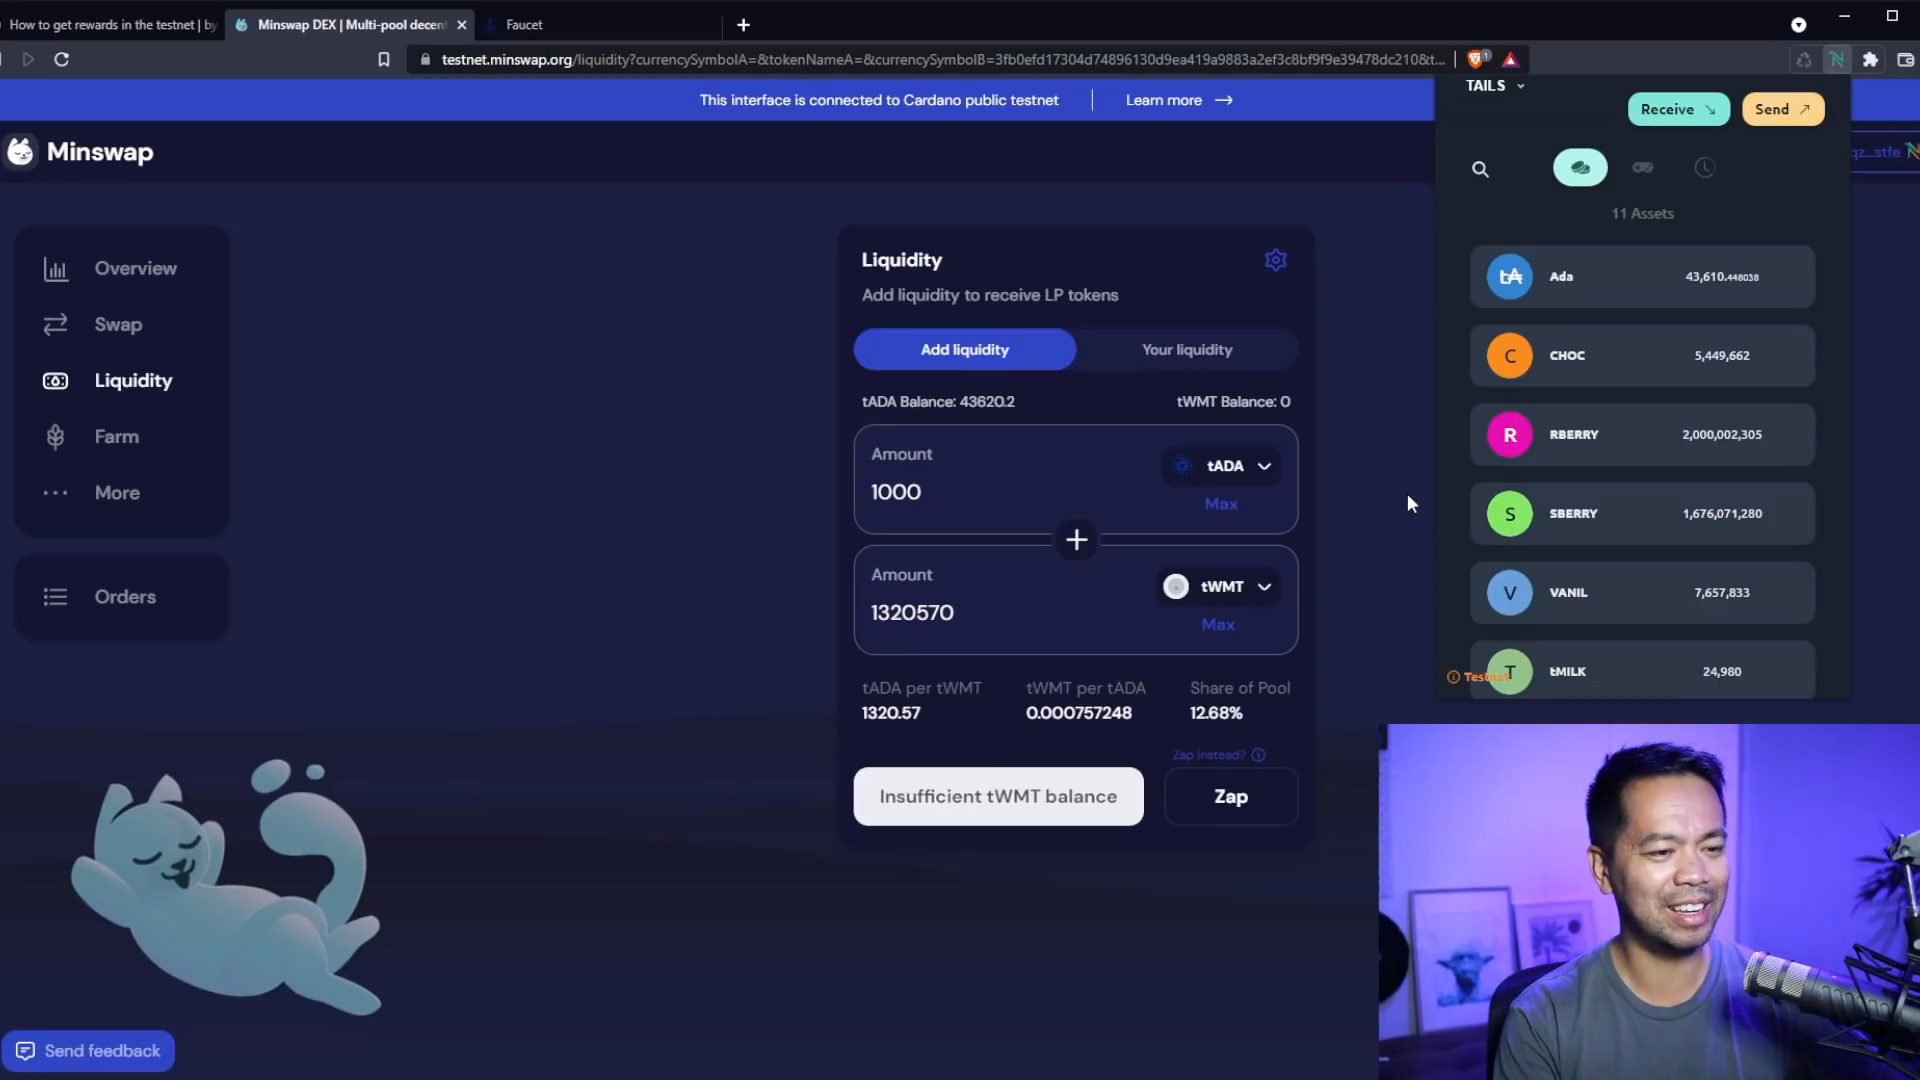 How to get rewards in the testnet | by
Minswap DEX | Multi-pool decen
Faucet
testnet.minswap.org/liquidity?currencySymbolA=&tokenNameA=&currencySymbolB=3fb0efd17304d74896130d9ea419a9883a2ef3c8bf9f9e39478dc210&t...
1
This interface is connected to Cardano public testnet
Learn more
Minswap
qz...stfe
Overview
Swap
Liquidity
Farm
More
Orders
Liquidity
Add liquidity to receive LP tokens
Add liquidity
Your liquidity
tADA Balance: 43620.2
tWMT Balance: 0
Amount
tADA
1000
Max
Amount
tWMT
1320570
Max
tADA per tWMT
tWMT per tADA
Share of Pool
1320.57
0.000757248
12.68%
Zap instead?
Insufficient tWMT balance
Zap
Send feedback
TAILS
Receive
Send
11 Assets
t₳
Ada
43,610.448038
C
CHOC
5,449,662
R
RBERRY
2,000,002,305
S
SBERRY
1,676,071,280
V
VANIL
7,657,833
T
tMILK
24,980
Testnet